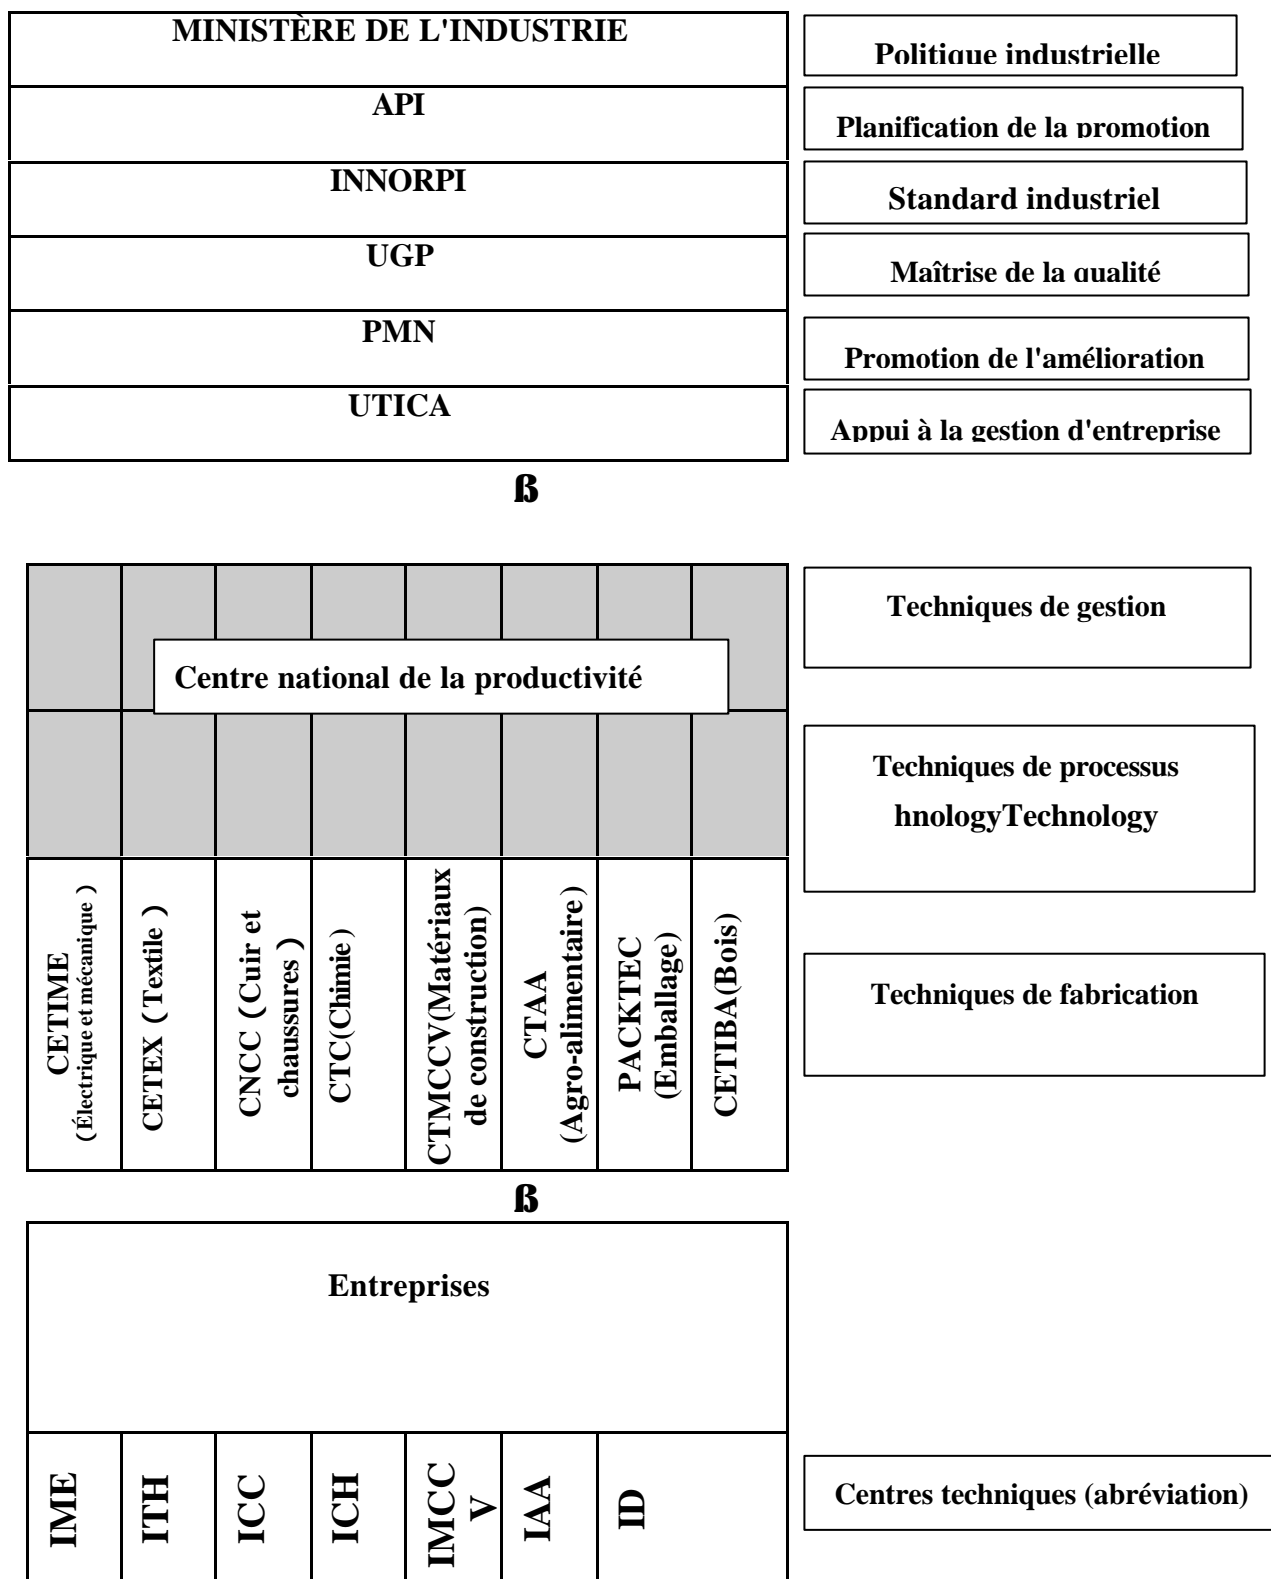 MINISTÈRE DE L'INDUSTRIE
Politique industrielle
API
Planification de la promotion
INNORPI
Standard industriel
UGP
Maîtrise de la qualité
PMN
Promotion de l'amélioration
UTICA
Appui à la gestion d'entreprise
ß
Techniques de gestion
Centre national de la productivité
Techniques de processus
hnologyTechnology
CETIME
(Électrique et mécanique )
CETEX ( Textile )
CNCC (Cuir et
chaussures )
CTC(Chimie)
CTMCCV(Matériaux
de construction)
CTAA
(Agro-alimentaire)
PACKTEC
(Emballage)
CETIBA(Bois)
Techniques de fabrication
ß
Entreprises
IME
ITH
ICC
ICH
IMCC
V
IAA
ID
Centres techniques (abréviation)